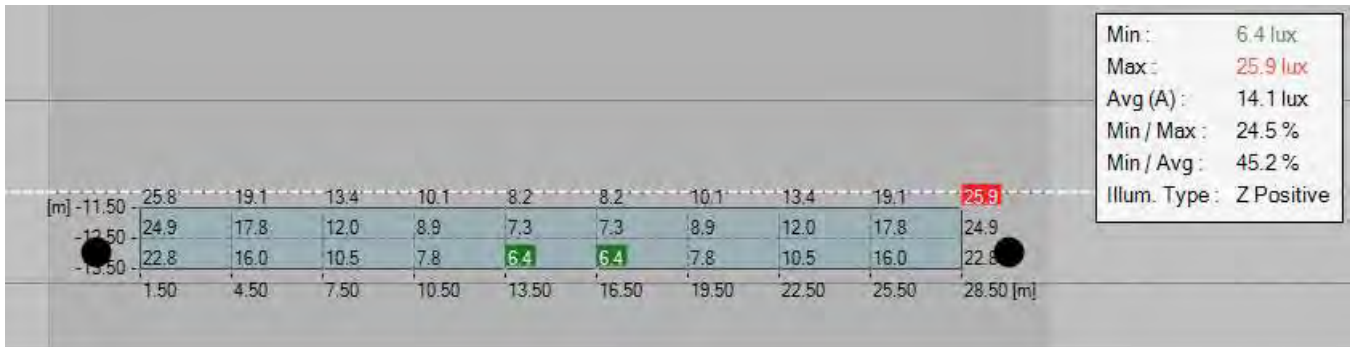 Min : 6.4 lux
Max : 25.9 lux
Avg (A) : 14.1 lux
Min / Max : 24.5 %
Min / Avg : 45.2 %
Illum. Type : Z Positive
[m] -11.50 25.8 19.1 13.4 10.1 8.2 8.2 10.1 13.4 19.1 25.9
-12.50 24.9 17.8 12.0 8.9 7.3 7.3 8.9 12.0 17.8 24.9
-13.50 22.8 16.0 10.5 7.8 6.4 6.4 7.8 10.5 16.0 22.8
1.50 4.50 7.50 10.50 13.50 16.50 19.50 22.50 25.50 28.50 [m]